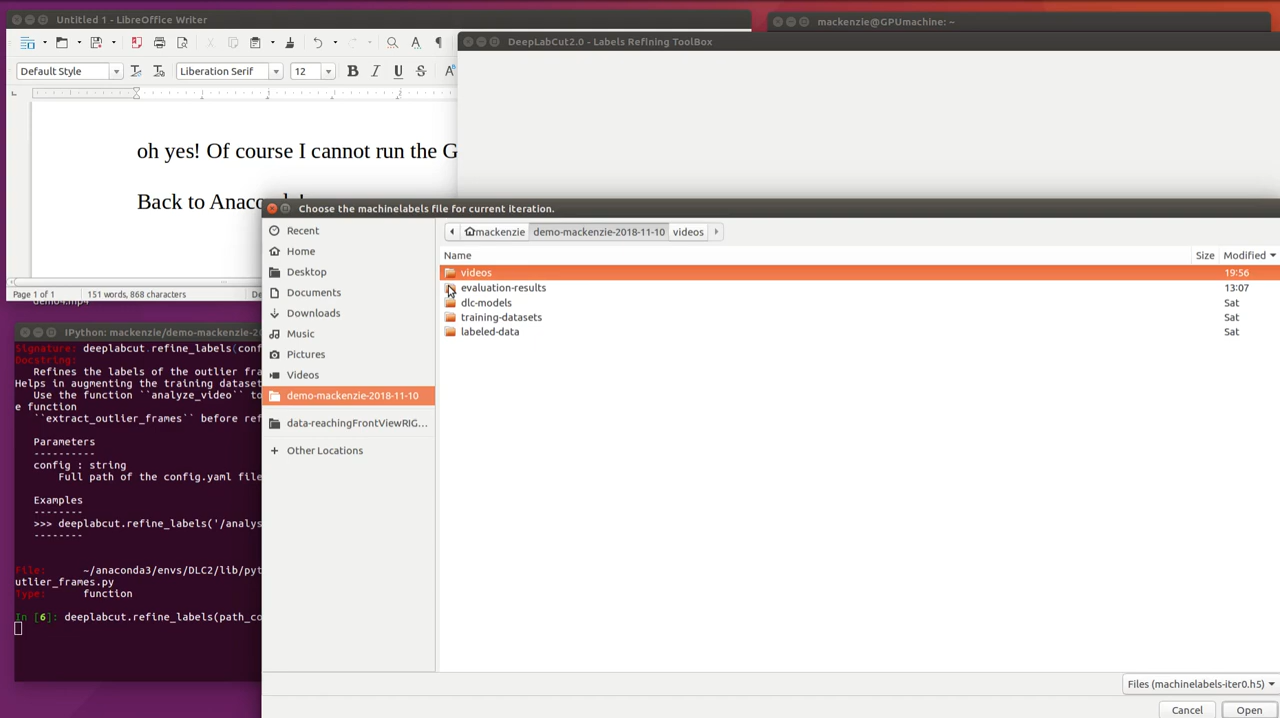 Untitled 1 - LibreOffice Writer
mackenzie@GPUmachine: ~
DeepLabCut2.0 - Labels Refining ToolBox
Default Style
Liberation Serif
12
B I U S A
oh yes! Of course I cannot run the G
Back to Anaco
Page 1 of 1
151 words, 868 characters
De
demo4.mp4
Choose the machinelabels file for current iteration.
Recent
Home
Desktop
Documents
Downloads
Music
Pictures
Videos
demo-mackenzie-2018-11-10
data-reachingFrontViewRIG...
+ Other Locations
mackenzie
demo-mackenzie-2018-11-10
videos
Name Size Modified
videos 19:56
evaluation-results 13:07
dlc-models Sat
training-datasets Sat
labeled-data Sat
Files (machinelabels-iter0.h5)
Cancel
Open
IPython: mackenzie/demo-mackenzie-20
Signature: deeplabcut.refine_labels(conf
Docstring:
Refines the labels of the outlier fra
Helps in augmenting the training dataset
Use the function ``analyze_video`` to
e function
``extract_outlier_frames`` before ref
Parameters
----------
config : string
Full path of the config.yaml file
Examples
--------
>>> deeplabcut.refine_labels('/analys
--------
File: ~/anaconda3/envs/DLC2/lib/pyt
utlier_frames.py
Type: function
In [6]: deeplabcut.refine_labels(path_co